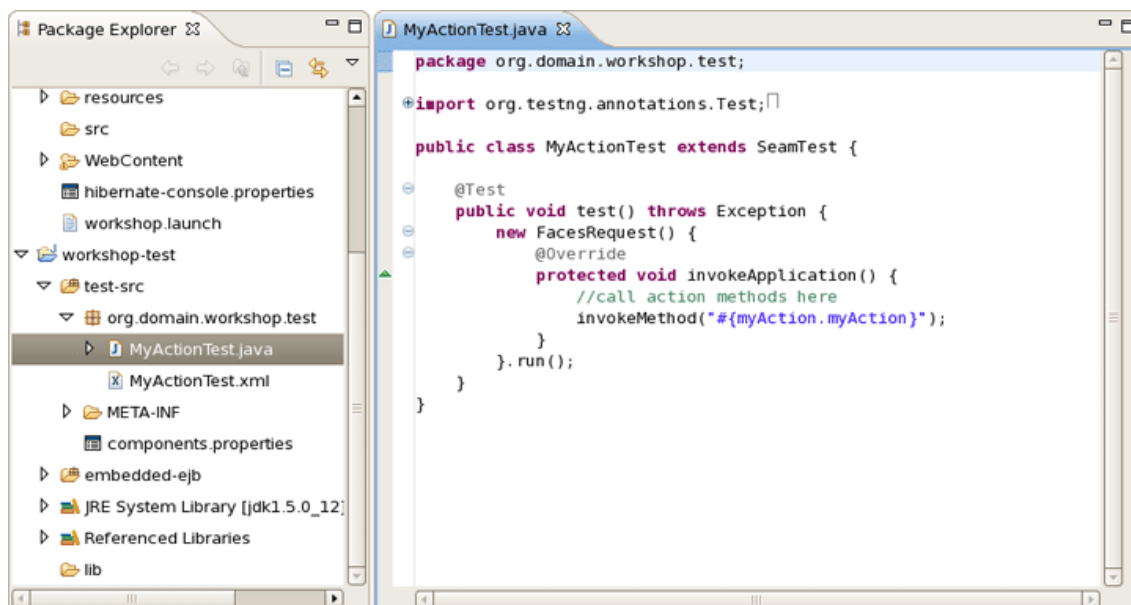 Package Explorer
resources
src
WebContent
hibernate-console.properties
workshop.launch
workshop-test
test-src
org.domain.workshop.test
MyActionTest.java
MyActionTest.xml
META-INF
components.properties
embedded-ejb
JRE System Library [jdk1.5.0_12]
Referenced Libraries
lib
MyActionTest.java
package org.domain.workshop.test;
import org.testng.annotations.Test;
public class MyActionTest extends SeamTest {
@Test
public void test() throws Exception {
new FacesRequest() {
@Override
protected void invokeApplication() {
//call action methods here
invokeMethod("#{myAction.myAction}");
}
}.run();
}
}